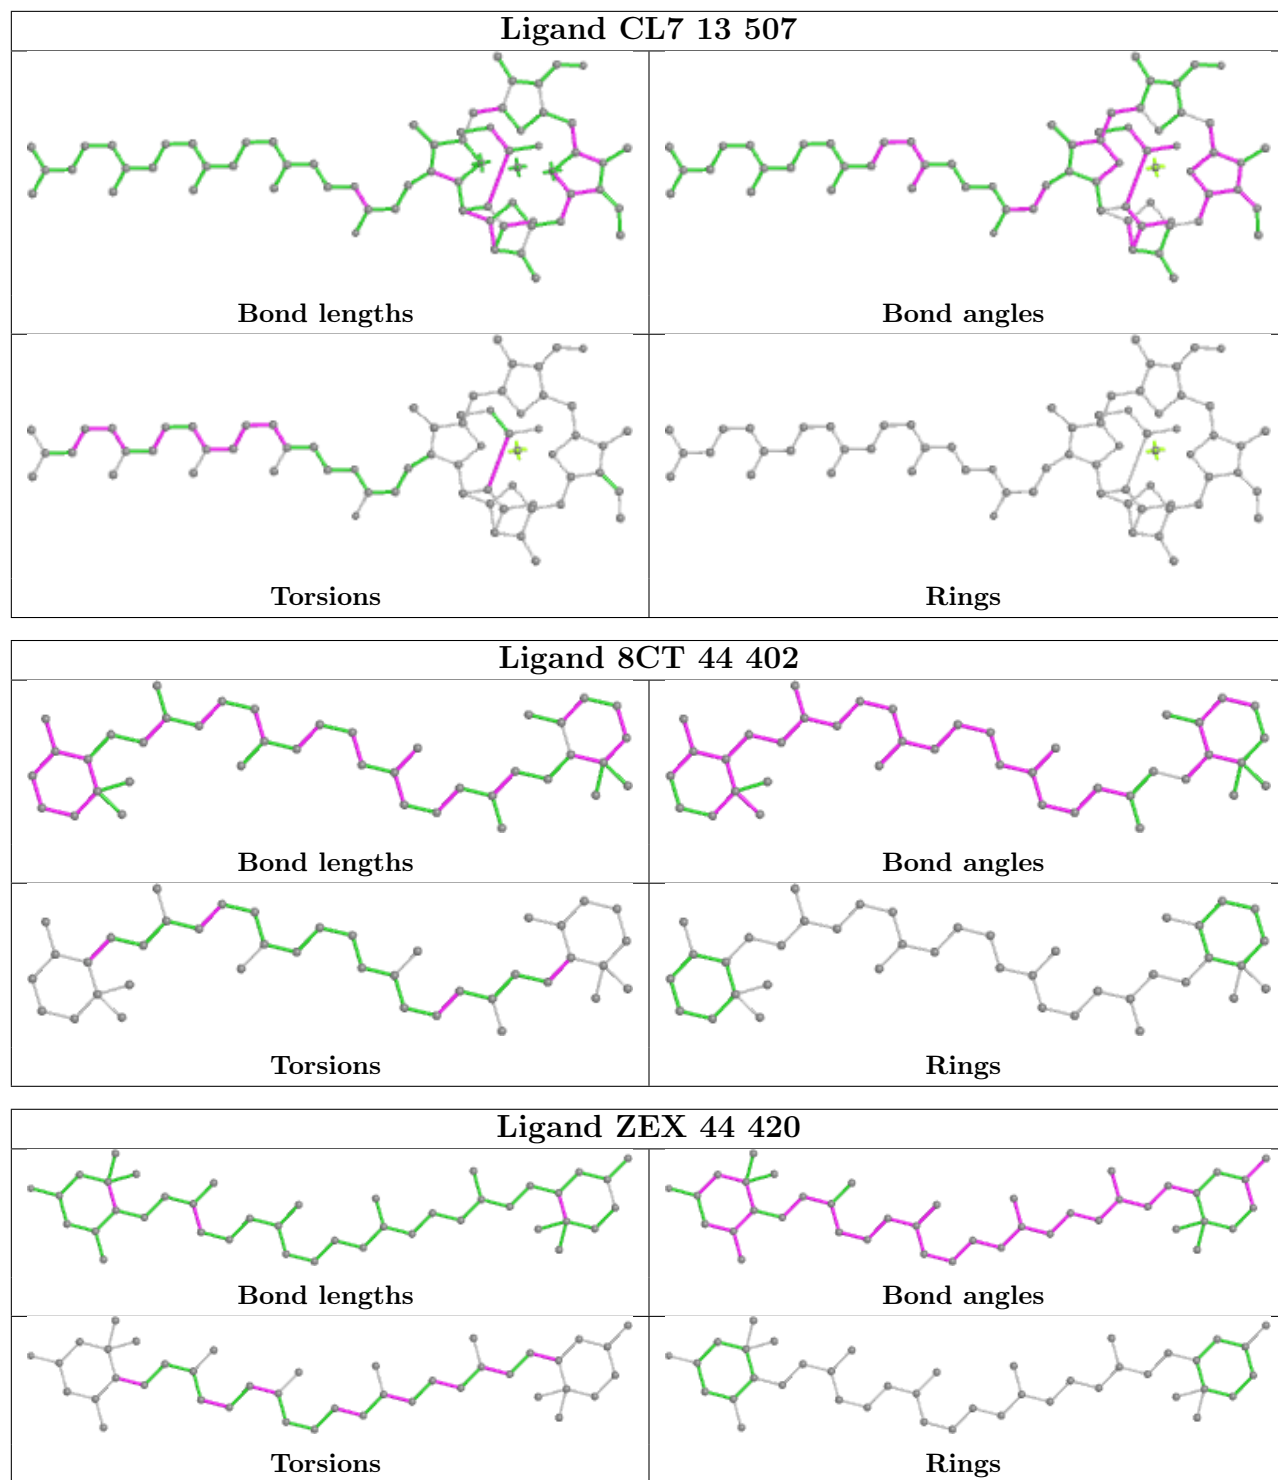 Ligand CL7 13 507
Bond lengths
Bond angles
Torsions
Rings
Ligand 8CT 44 402
Bond lengths
Bond angles
Torsions
Rings
Ligand ZEX 44 420
Bond lengths
Bond angles
Torsions
Rings